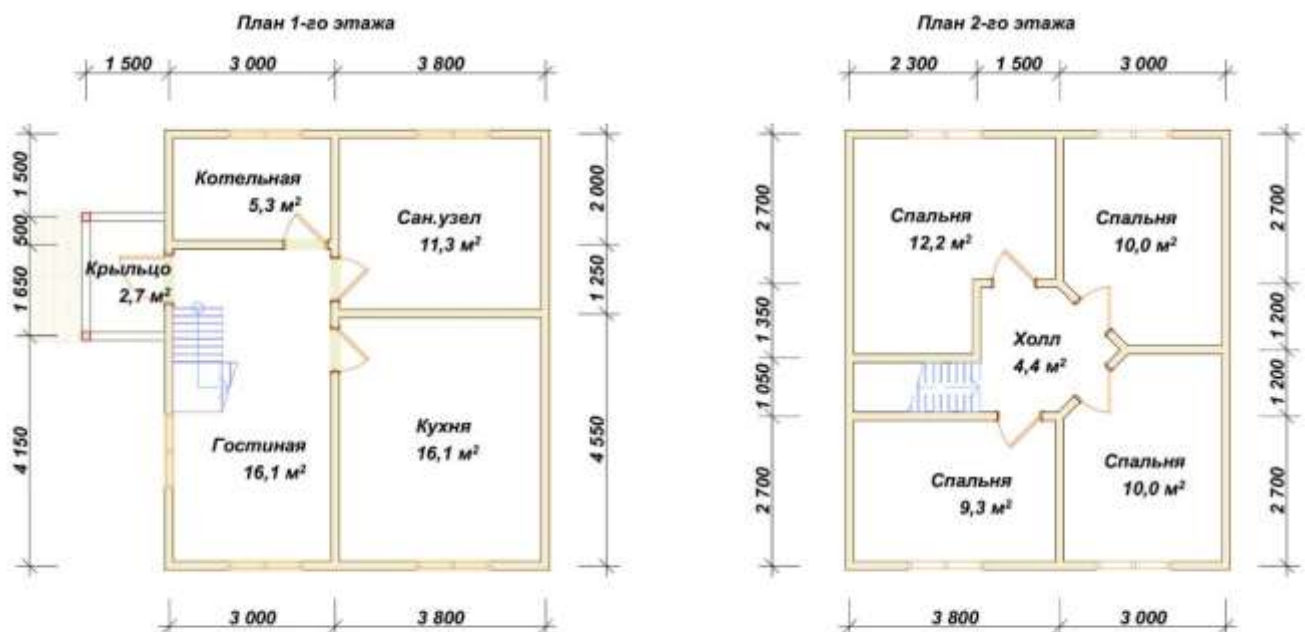 План 1-го этажа
1 500 3 000 3 800
1 500
500
1 650
4 150
Котельная
5,3 м²
Сан.узел
11,3 м²
Крыльцо
2,7 м²
Гостиная
16,1 м²
Кухня
16,1 м²
2 000
1 250
4 550
3 000 3 800
План 2-го этажа
2 300 1 500 3 000
2 700
1 350
1 050
2 700
Спальня
12,2 м²
Спальня
10,0 м²
Холл
4,4 м²
Спальня
9,3 м²
Спальня
10,0 м²
2 700
1 200
1 200
2 700
3 800 3 000